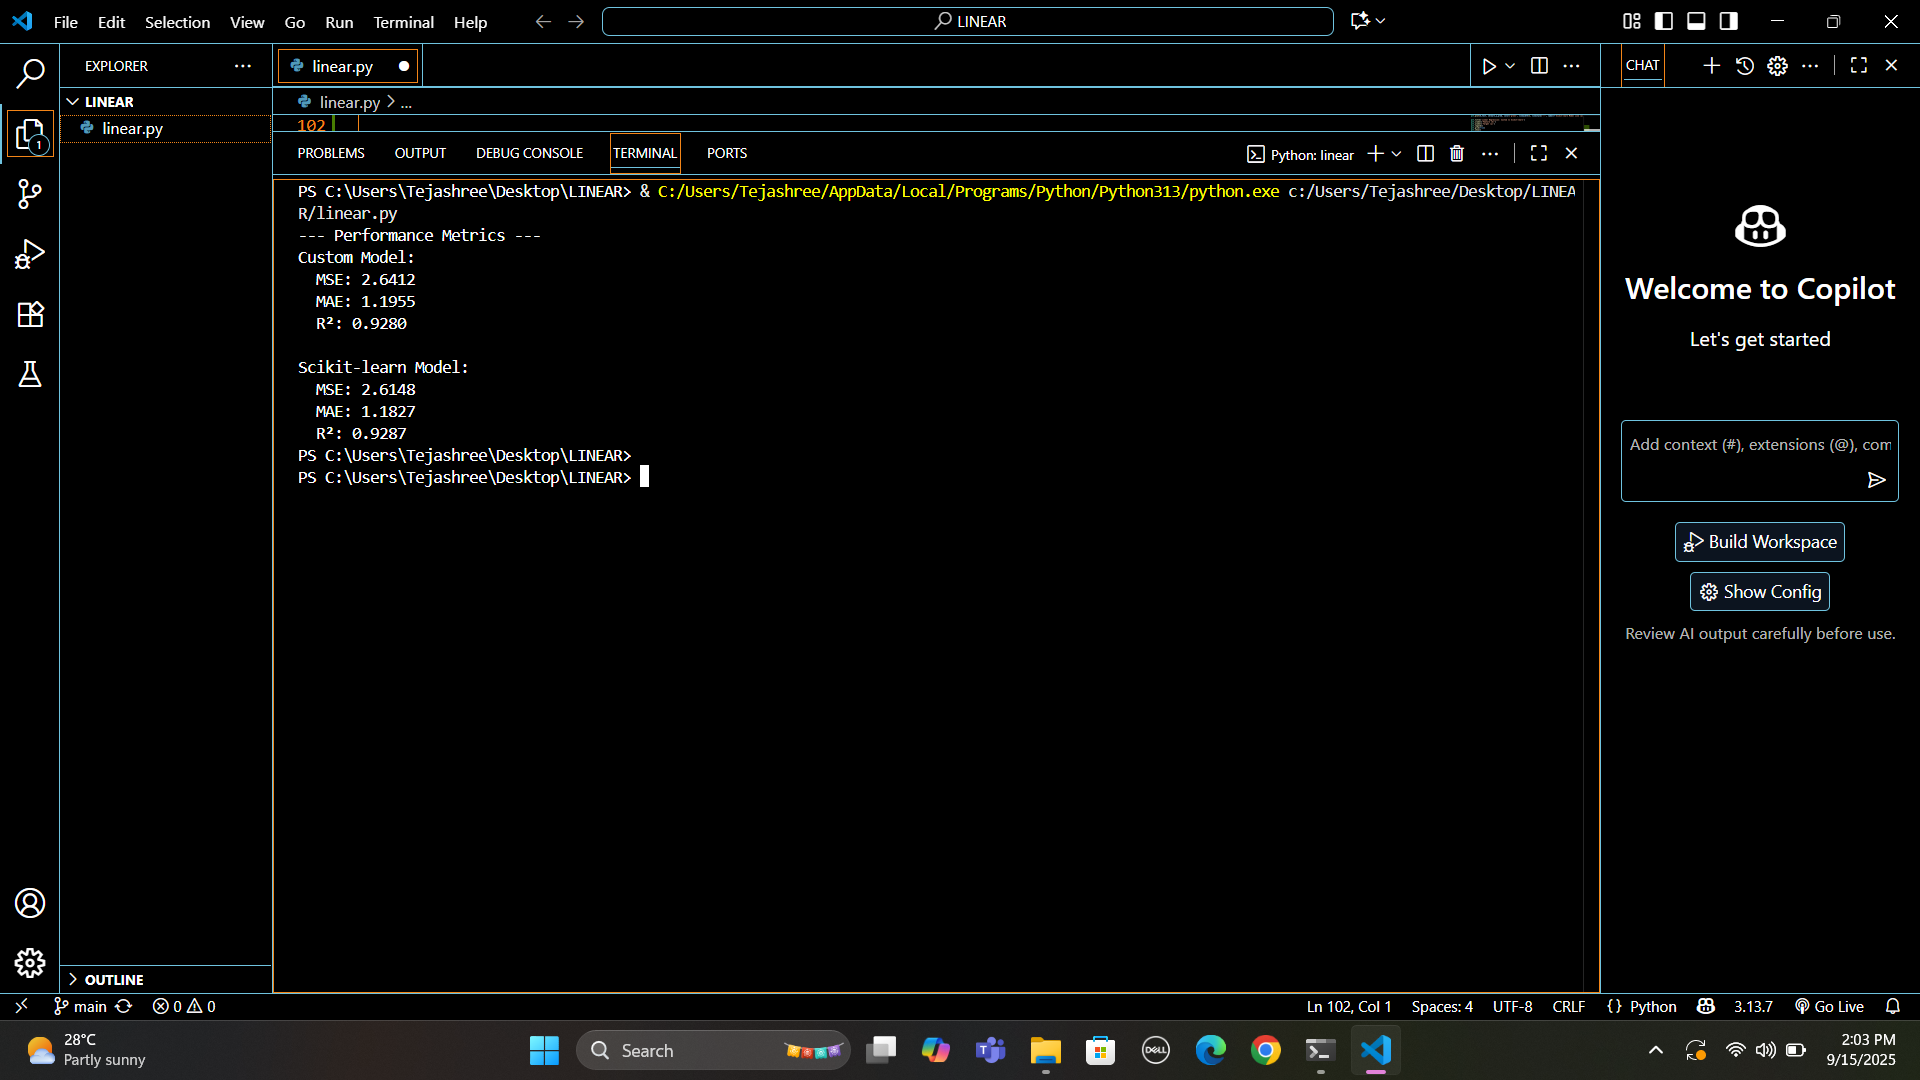 File Edit Selection View Go Run Terminal Help
LINEAR
EXPLORER
LINEAR
linear.py
1
linear.py
linear.py > ...
102
PROBLEMS OUTPUT DEBUG CONSOLE TERMINAL PORTS
Python: linear
PS C:\Users\Tejashree\Desktop\LINEAR> & C:/Users/Tejashree/AppData/Local/Programs/Python/Python313/python.exe c:/Users/Tejashree/Desktop/LINEA
R/linear.py
--- Performance Metrics ---
Custom Model:
MSE: 2.6412
MAE: 1.1955
R²: 0.9280
Scikit-learn Model:
MSE: 2.6148
MAE: 1.1827
R²: 0.9287
PS C:\Users\Tejashree\Desktop\LINEAR>
PS C:\Users\Tejashree\Desktop\LINEAR>
CHAT
Welcome to Copilot
Let's get started
Add context (#), extensions (@), com
Build Workspace
Show Config
Review AI output carefully before use.
OUTLINE
main 0 0
Ln 102, Col 1 Spaces: 4 UTF-8 CRLF {} Python 3.13.7 Go Live
28°C
Partly sunny
Search
DELL
2:03 PM
9/15/2025